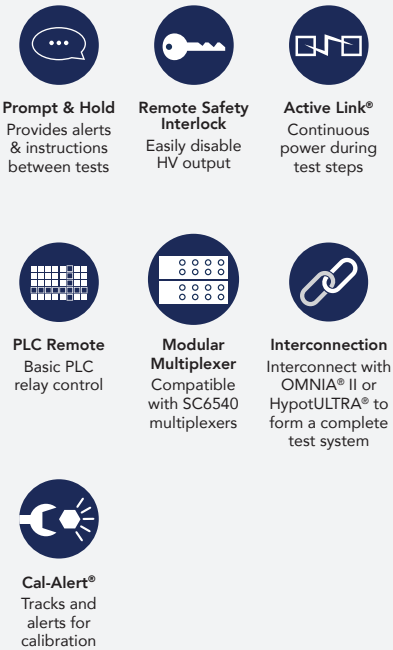 Prompt & Hold
Provides alerts
& instructions
between tests
Remote Safety
Interlock
Easily disable
HV output
Active Link®
Continuous
power during
test steps
PLC Remote
Basic PLC
relay control
Modular
Multiplexer
Compatible
with SC6540
multiplexers
Interconnection
Interconnect with
OMNIA® II or
HypotULTRA® to
form a complete
test system
Cal-Alert®
Tracks and
alerts for
calibration